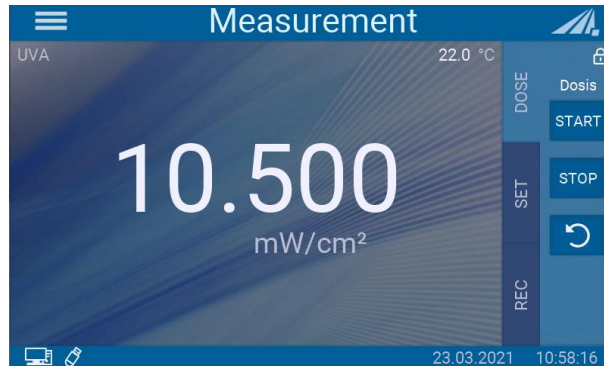 Measurement
UVA
22.0 °C
10.500
mW/cm²
DOSE
SET
REC
Dosis
START
STOP
23.03.2021 10:58:16